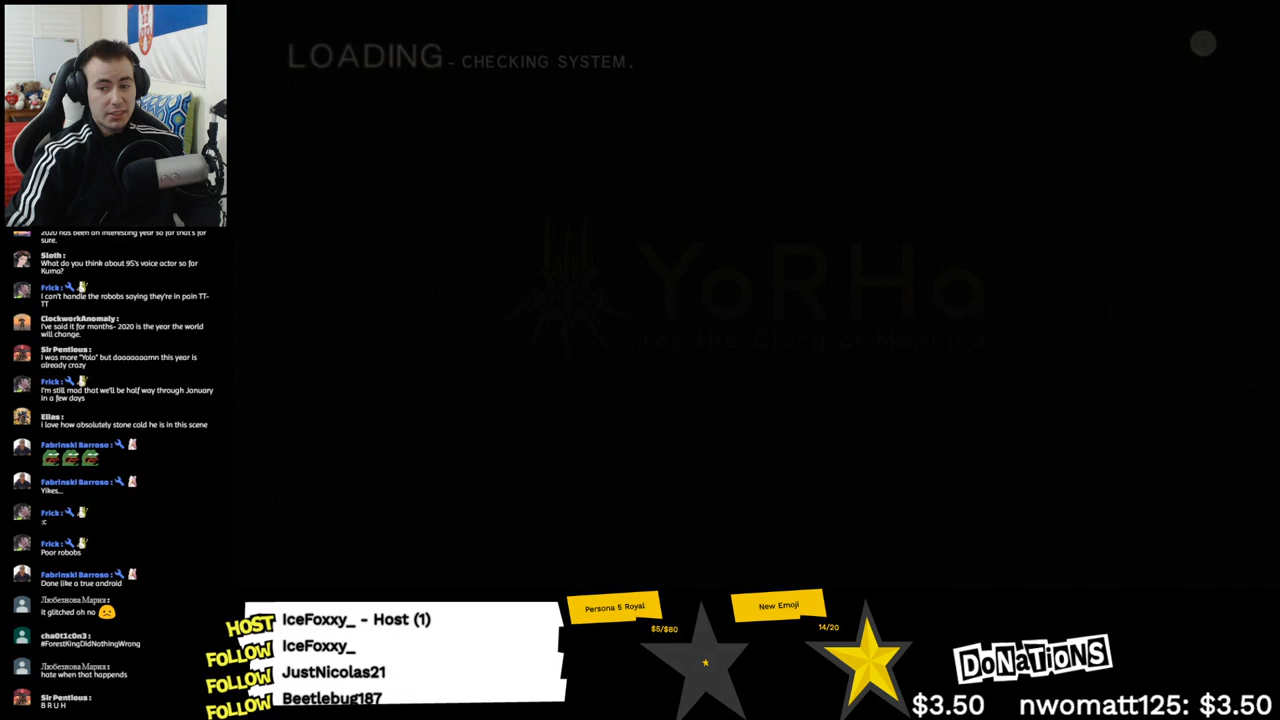 LOADING - CHECKING SYSTEM.
YoRHa
For the Glory of Mankind
2020 has been an interesting year so far that's for
sure.
Sloth :
What do you think about 9S's voice actor so far
Kuma?
Frick :
I can't handle the robobs saying they're in pain TT-
TT
ClockworkAnomaly :
I've said it for months- 2020 is the year the world
will change.
Sir Pentious :
I was more "Yolo" but daaaaaaamn this year is
already crazy
Frick :
I'm still mad that we'll be half way through January
in a few days
Elias :
I love how absolutely stone cold he is in this scene
Fabrinski Barroso :
Fabrinski Barroso :
Yikes...
Frick :
:c
Frick :
Poor robobs
Fabrinski Barroso :
Done like a true android
Любезнова Мария :
It glitched oh no
cha0t1c0n3 :
#ForestKingDidNothingWrong
Любезнова Мария :
hate when that happends
Sir Pentious :
B R U H
HOST IceFoxxy_ - Host (1)
FOLLOW IceFoxxy_
FOLLOW JustNicolas21
FOLLOW Beetlebug187
Persona 5 Royal
$5/$80
New Emoji
14/20
DONATIONS
$3.50 nwomatt125: $3.50